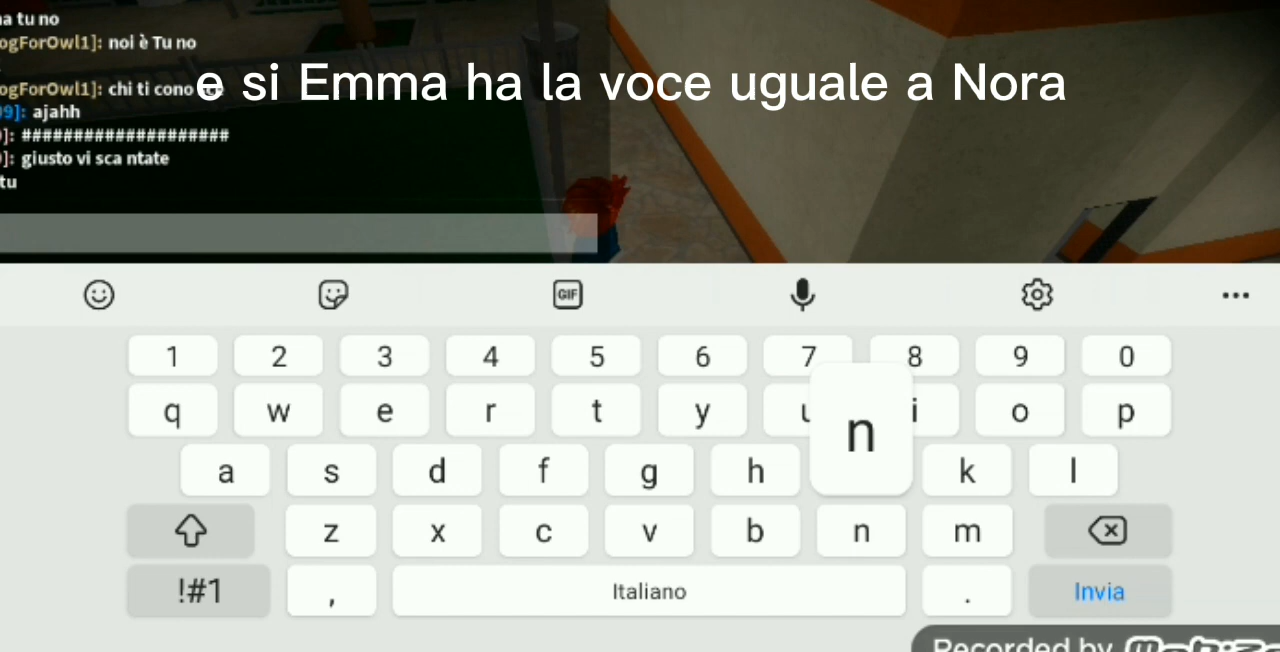 a tu no
ogForOwl1]: noi è Tu no
ogForOwl1]: chi ti cono
e si Emma ha la voce uguale a Nora
9]: ajahh
]: ####################
]: giusto vi sca ntate
tu
GIF
1 2 3 4 5 6 7 8 9 0
q w e r t y u i o p
n
a s d f g h k l
z x c v b n m
!#1 , Italiano . Invia
Recorded by